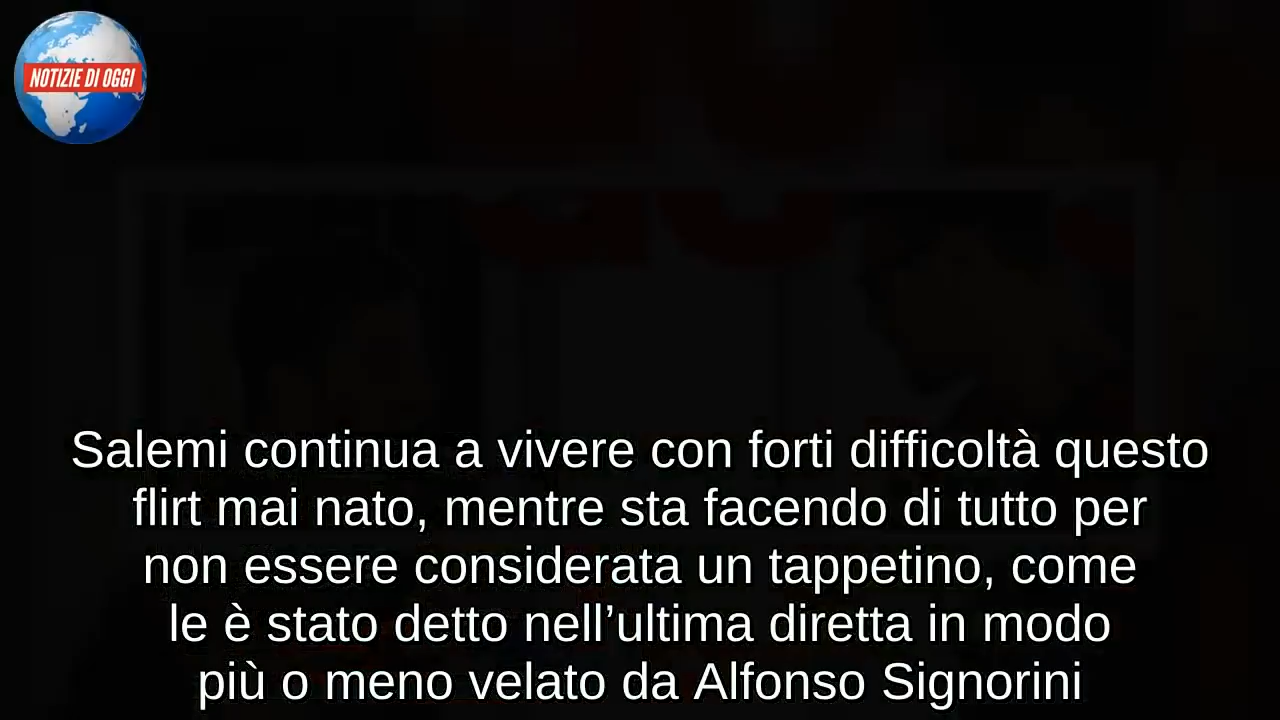 NOTIZIE DI OGGI
Salemi continua a vivere con forti difficoltà questo
flirt mai nato, mentre sta facendo di tutto per
non essere considerata un tappetino, come
le è stato detto nell’ultima diretta in modo
più o meno velato da Alfonso Signorini